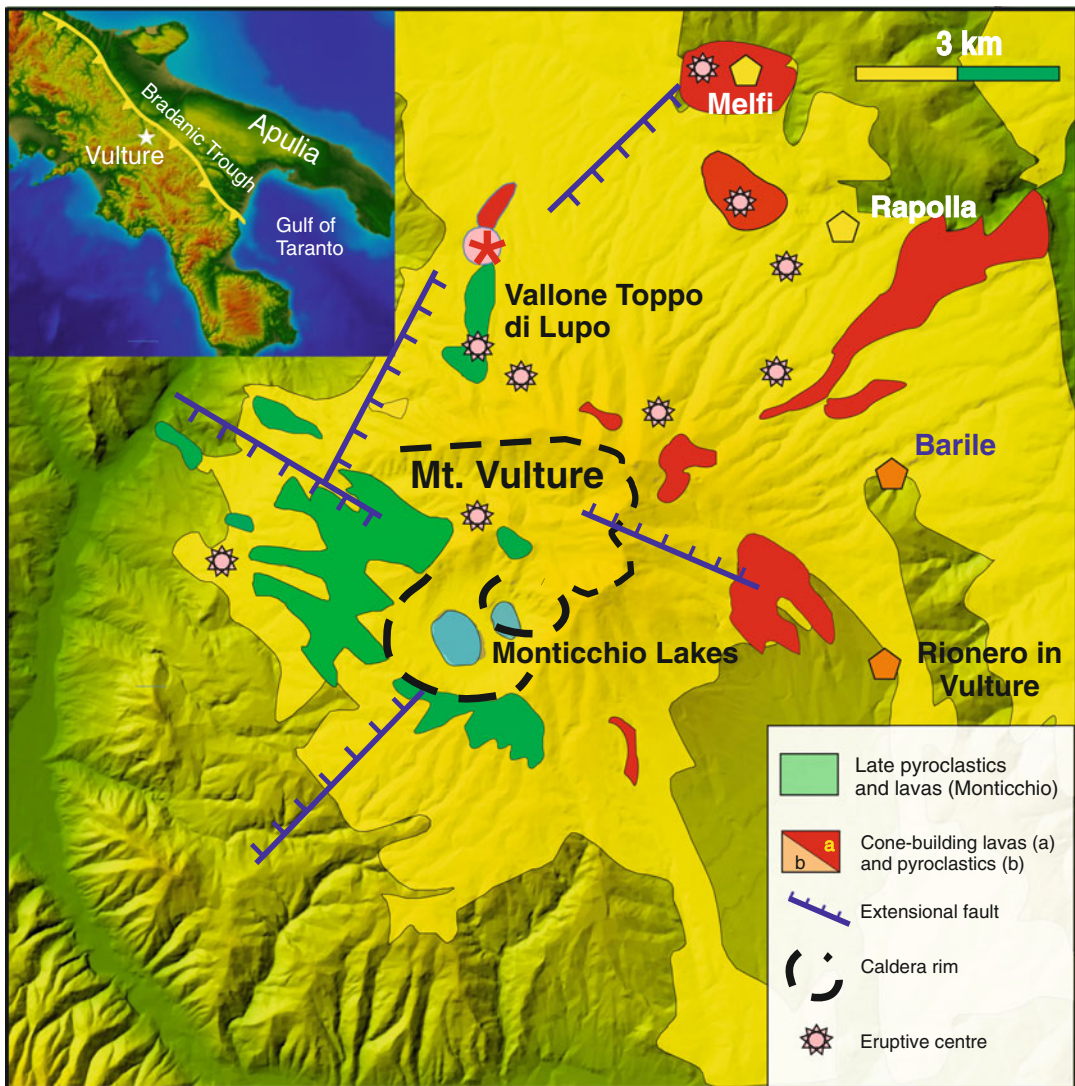 3 km
Melfi
Bradanic Trough
Apulia
Vulture
Gulf of
Taranto
Rapolla
Vallone Toppo
di Lupo
Barile
Mt. Vulture
Monticchio Lakes
Rionero in
Vulture
Late pyroclastics
and lavas (Monticchio)
a
b
Cone-building lavas (a)
and pyroclastics (b)
Extensional fault
Caldera rim
Eruptive centre